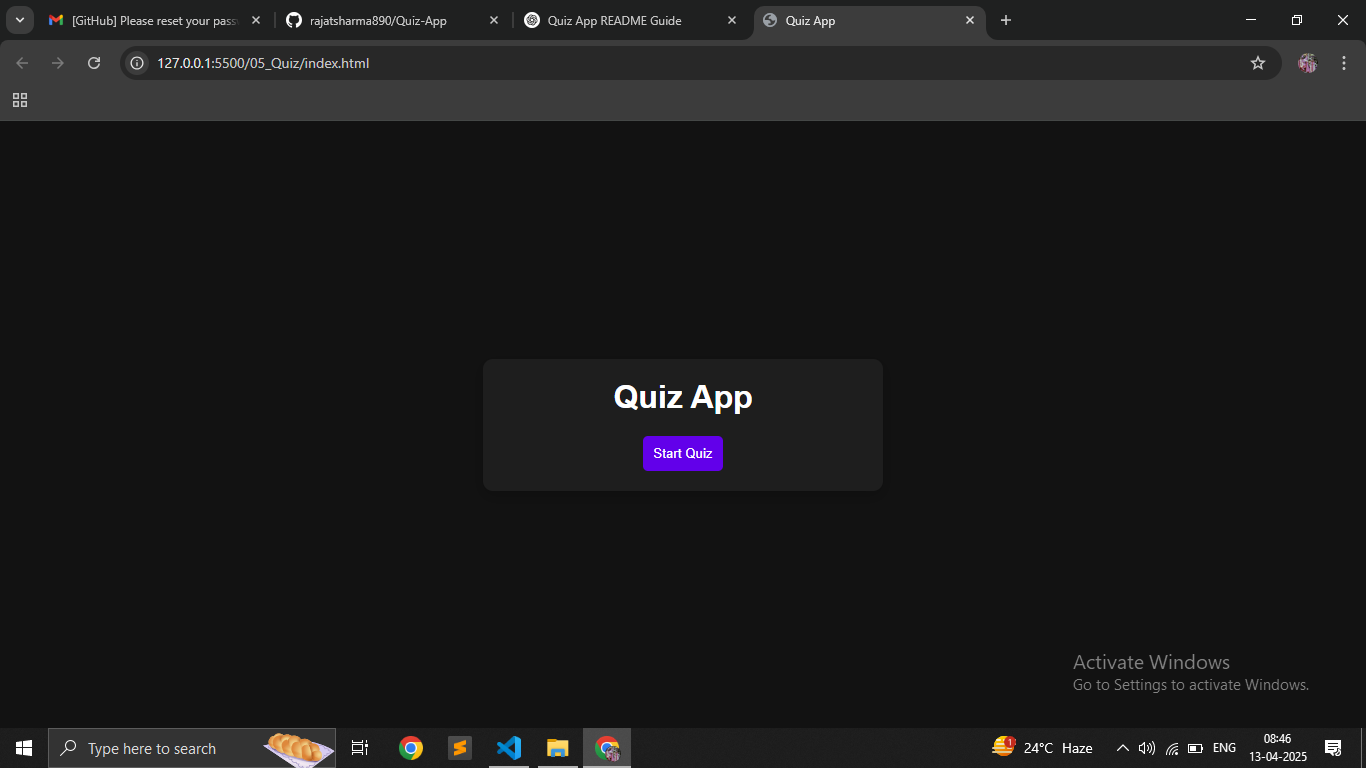 [GitHub] Please reset your pass
rajatsharma890/Quiz-App
Quiz App README Guide
Quiz App
127.0.0.1:5500/05_Quiz/index.html
Quiz App
Start Quiz
Activate Windows
Go to Settings to activate Windows.
Type here to search
1
24°C Haze
ENG
08:46
13-04-2025